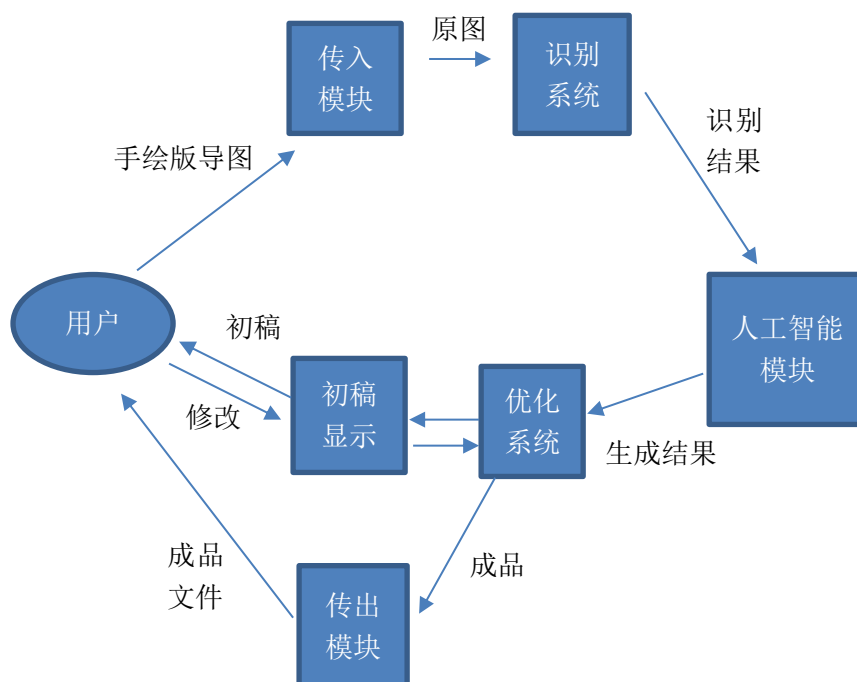 原图
传入
模块
识别
系统
识别
结果
手绘版导图
用户
初稿
人工智能
模块
初稿
显示
优化
系统
修改
生成结果
成品
文件
成品
传出
模块